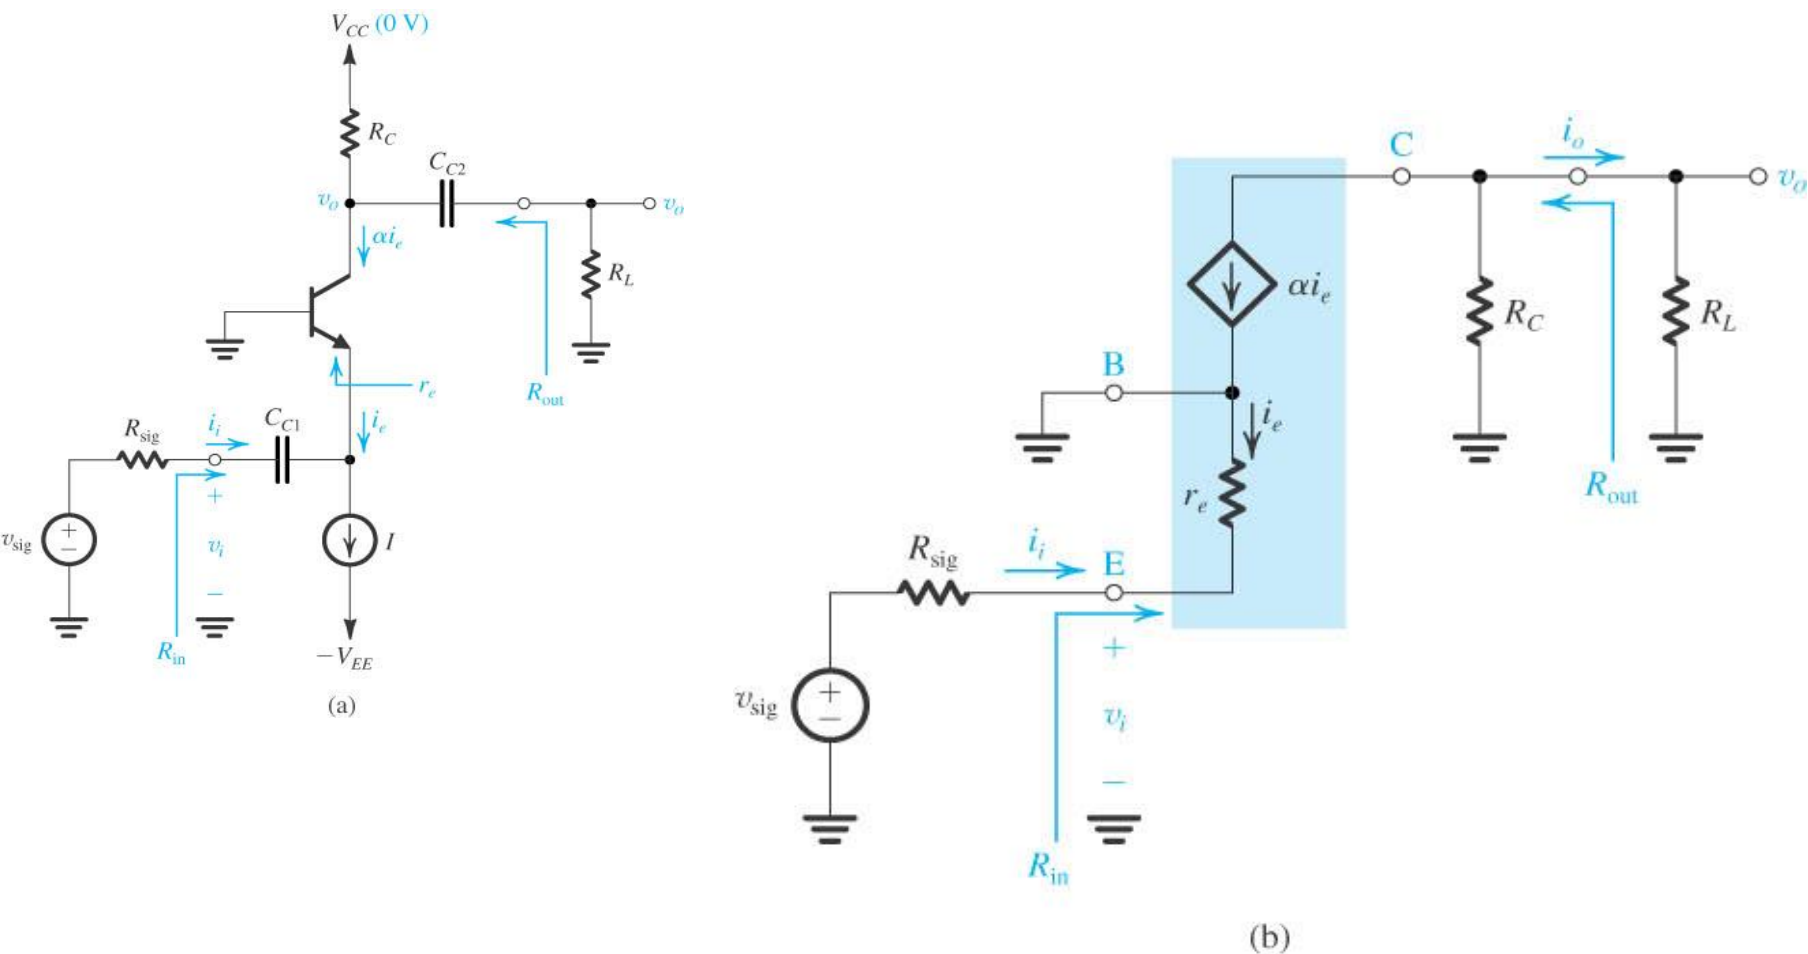 V_CC (0 V)
R_C
C_C2
v_o
v_o
αi_e
R_L
r_e
R_out
R_sig
i_i
C_C1
i_e
+
v_sig
+
−
v_i
I
−
R_in
−V_EE
(a)
C
i_o
v_o
αi_e
R_C
R_L
B
i_e
r_e
R_out
R_sig
i_i
E
+
v_sig
+
−
v_i
−
R_in
(b)